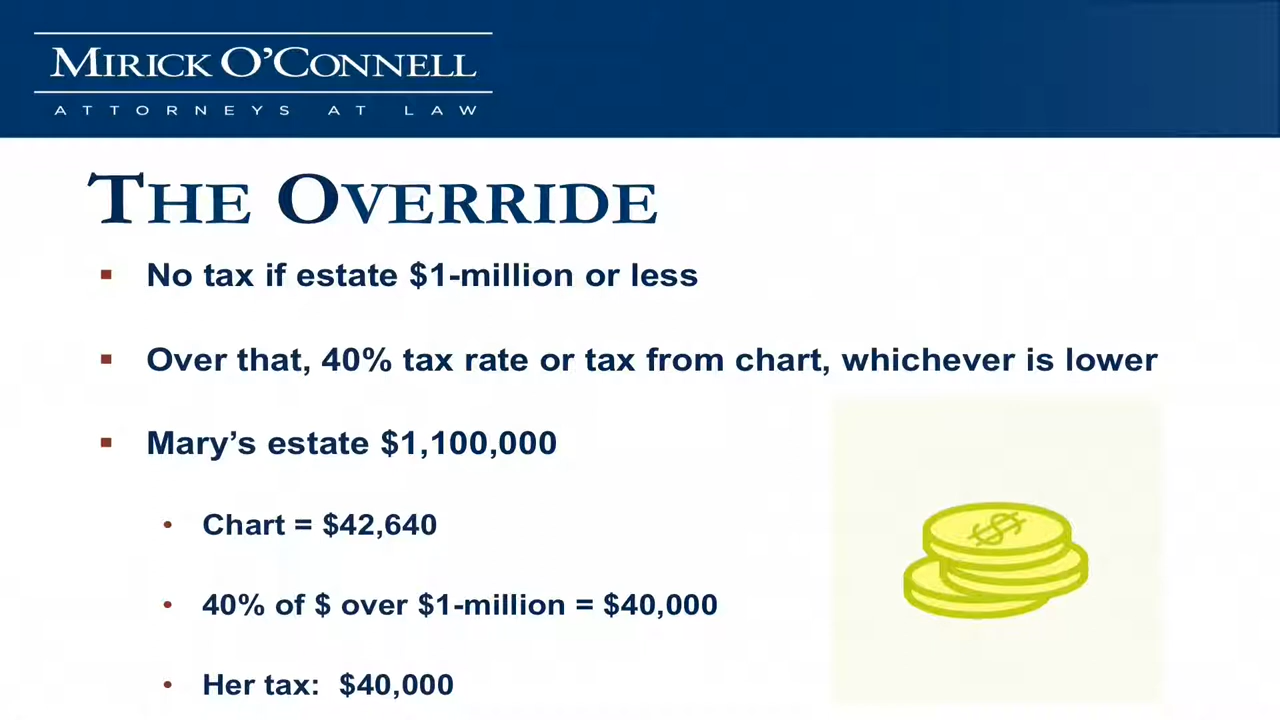 MIRICK O'CONNELL
ATTORNEYS AT LAW
THE OVERRIDE
▪ No tax if estate $1-million or less
▪ Over that, 40% tax rate or tax from chart, whichever is lower
▪ Mary’s estate $1,100,000
• Chart = $42,640
• 40% of $ over $1-million = $40,000
• Her tax: $40,000
$